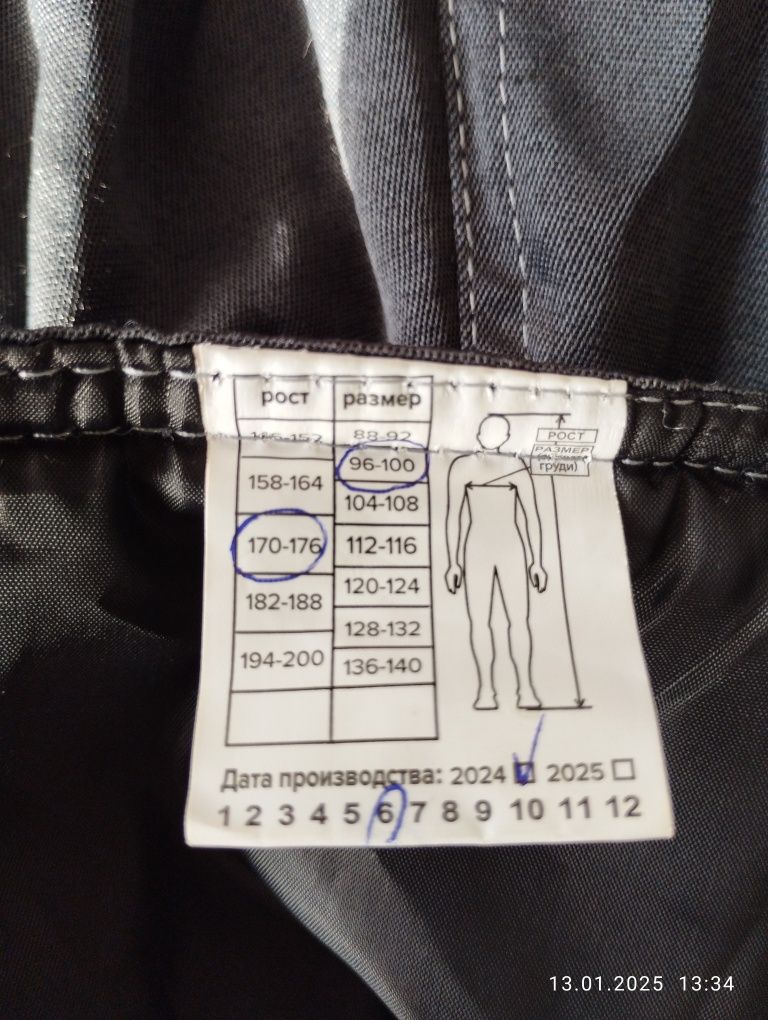 рост размер
88-92
96-100
158-164
104-108
170-176 112-116
120-124
182-188
128-132
194-200 136-140
РОСТ
РАЗМЕР
груди)
Дата производства: 2024 2025
1 2 3 4 5 6 7 8 9 10 11 12
13.01.2025 13:34